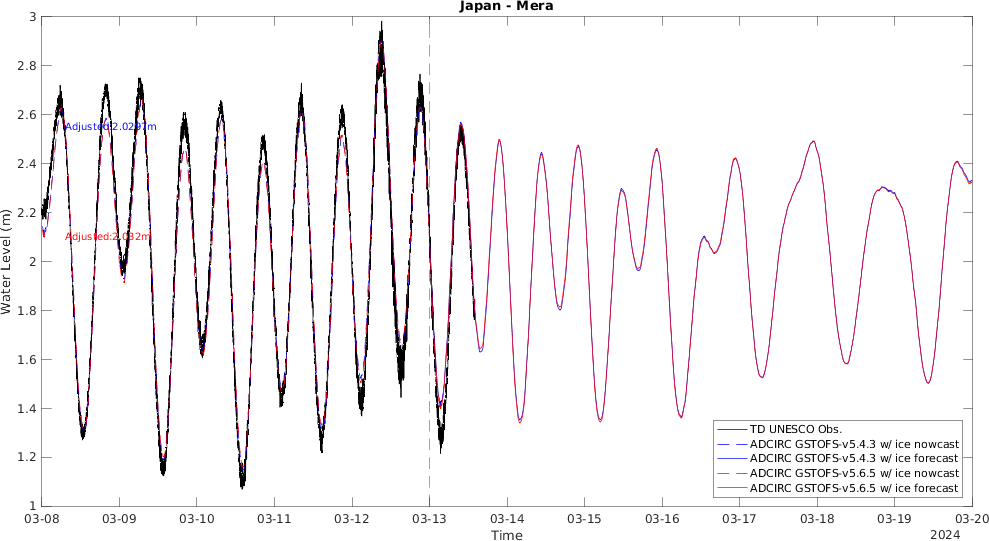 Japan - Mera
Water Level (m)
3
2.8
2.6
2.4
2.2
2
1.8
1.6
1.4
1.2
1
Adjusted:2.0297m
Adjusted:2.032m
TD UNESCO Obs.
ADCIRC GSTOFS-v5.4.3 w/ ice nowcast
ADCIRC GSTOFS-v5.4.3 w/ ice forecast
ADCIRC GSTOFS-v5.6.5 w/ ice nowcast
ADCIRC GSTOFS-v5.6.5 w/ ice forecast
03-08 03-09 03-10 03-11 03-12 03-13 03-14 03-15 03-16 03-17 03-18 03-19 03-20
Time
2024